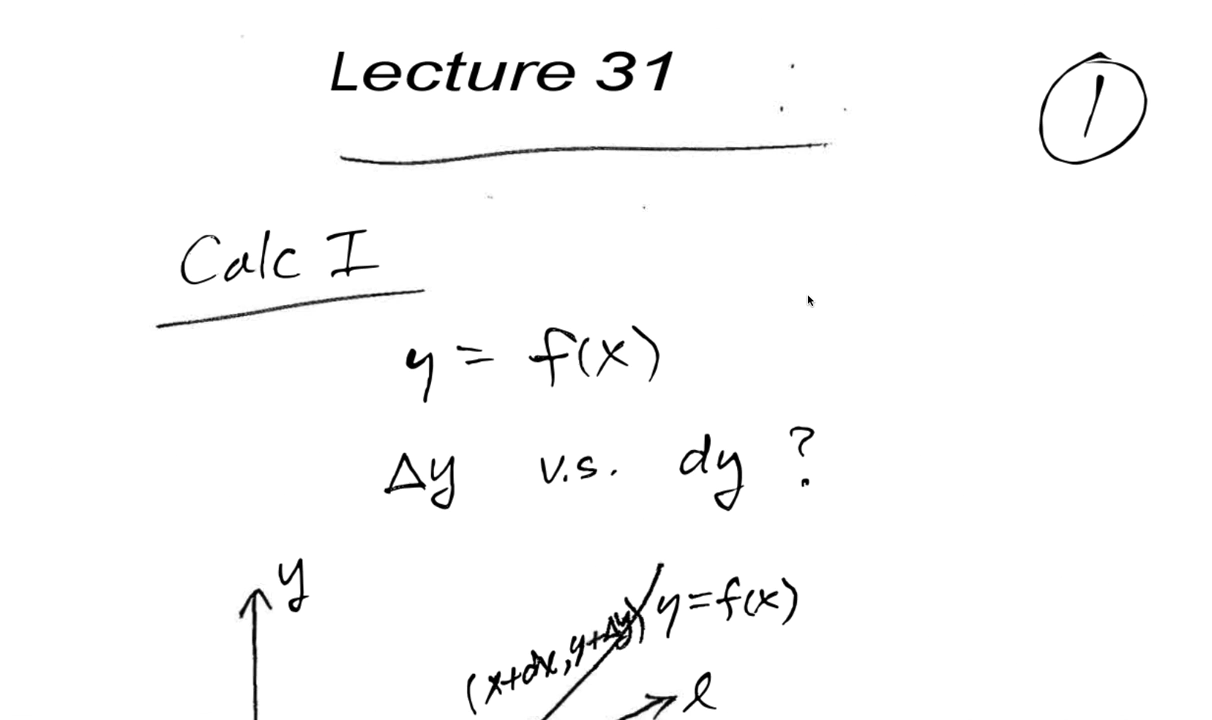 Lecture 31
1
Calc I
y = f(x)
Δy v.s. dy ?
y
y=f(x)
(x+dx, y+Δy)
l